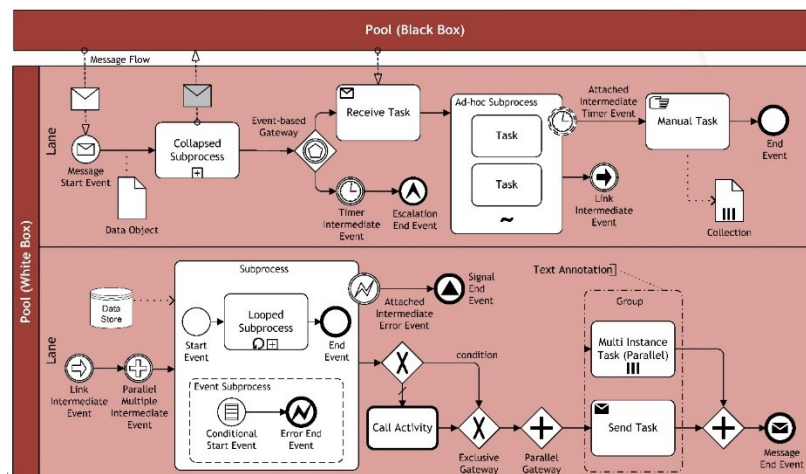 Pool (Black Box)
Message Flow
Pool (White Box)
Lane
Message
Start Event
Data Object
Collapsed
Subprocess
Event-based
Gateway
Receive Task
Timer
Intermediate
Event
Escalation
End Event
Ad-hoc Subprocess
Task
Task
Attached
Intermediate
Timer Event
Link
Intermediate
Event
Manual Task
End
Event
Collection
Lane
Data
Store
Link
Intermediate
Event
Parallel
Multiple
Intermediate
Event
Subprocess
Start
Event
Looped
Subprocess
End
Event
Event Subprocess
Conditional
Start Event
Error End
Event
Attached
Intermediate
Error Event
Signal
End
Event
condition
Call Activity
Exclusive
Gateway
Parallel
Gateway
Text Annotation
Group
Multi Instance
Task (Parallel)
Send Task
Message
End Event